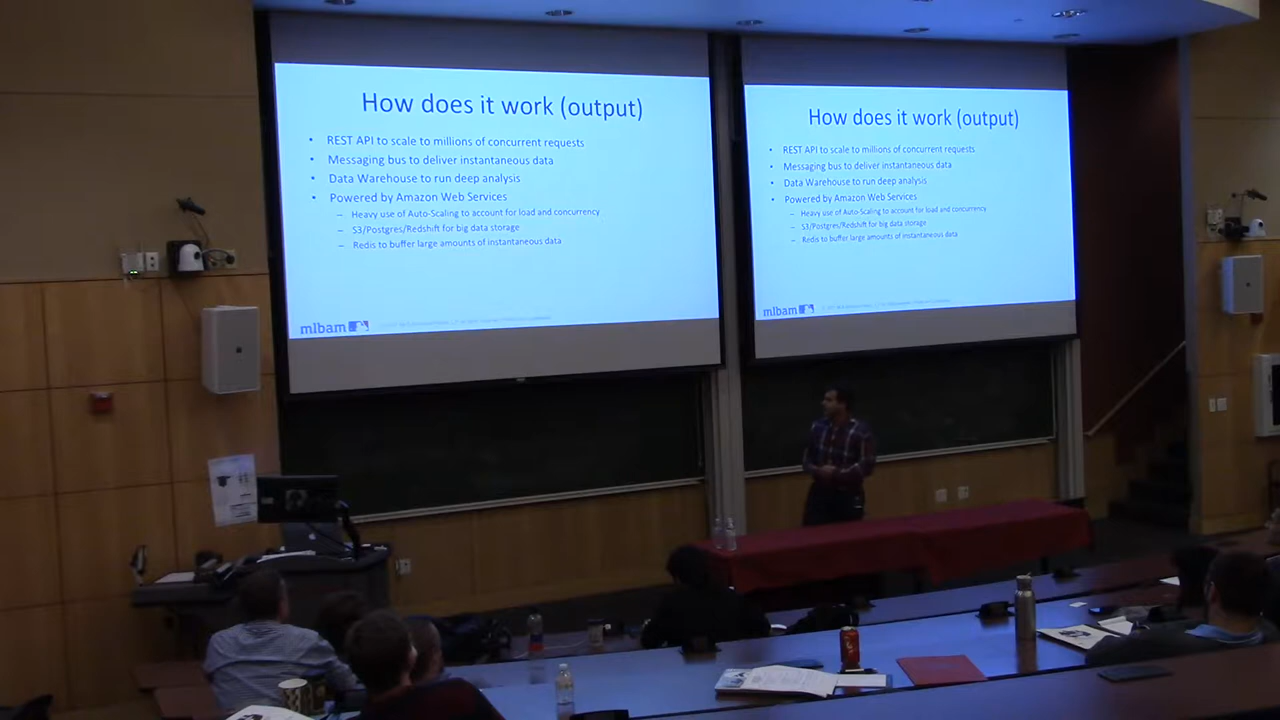 How does it work (output)
• REST API to scale to millions of concurrent requests
• Messaging bus to deliver instantaneous data
• Data Warehouse to run deep analysis
• Powered by Amazon Web Services
– Heavy use of Auto-Scaling to account for load and concurrency
– S3/Postgres/Redshift for big data storage
– Redis to buffer large amounts of instantaneous data
mlbam
How does it work (output)
• REST API to scale to millions of concurrent requests
• Messaging bus to deliver instantaneous data
• Data Warehouse to run deep analysis
• Powered by Amazon Web Services
– Heavy use of Auto-Scaling to account for load and concurrency
– S3/Postgres/Redshift for big data storage
– Redis to buffer large amounts of instantaneous data
mlbam